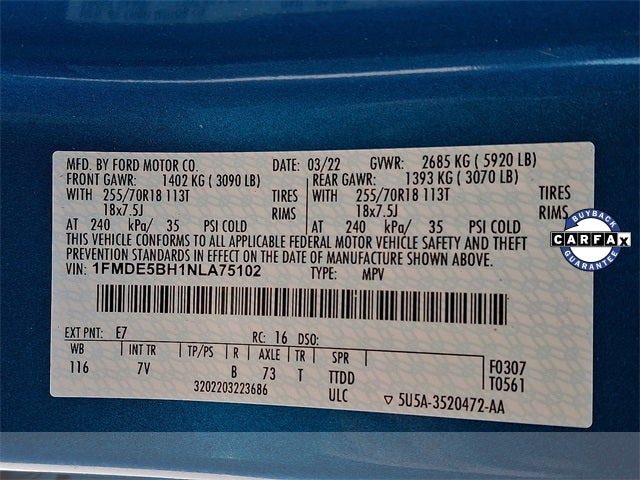 MFD. BY FORD MOTOR CO. DATE: 03/22 GVWR: 2685 KG ( 5920 LB)
FRONT GAWR: 1402 KG ( 3090 LB) REAR GAWR: 1393 KG ( 3070 LB)
WITH 255/70R18 113T TIRES WITH 255/70R18 113T TIRES
18x7.5J RIMS 18x7.5J RIMS
AT 240 kPa/ 35 PSI COLD AT 240 kPa/ 35 PSI COLD
THIS VEHICLE CONFORMS TO ALL APPLICABLE FEDERAL MOTOR VEHICLE SAFETY AND THEFT
PREVENTION STANDARDS IN EFFECT ON THE DATE OF MANUFACTURE SHOWN ABOVE.
VIN: 1FMDE5BH1NLA75102 TYPE: MPV
EXT PNT: E7 RC: 16 DSO:
WB INT TR TP/PS R AXLE TR SPR F0307
116 7V B 73 T TTDD T0561
3202203223686 ULC ▽ 5U5A-3520472-AA
BUYBACK
CARFAX
GUARANTEE